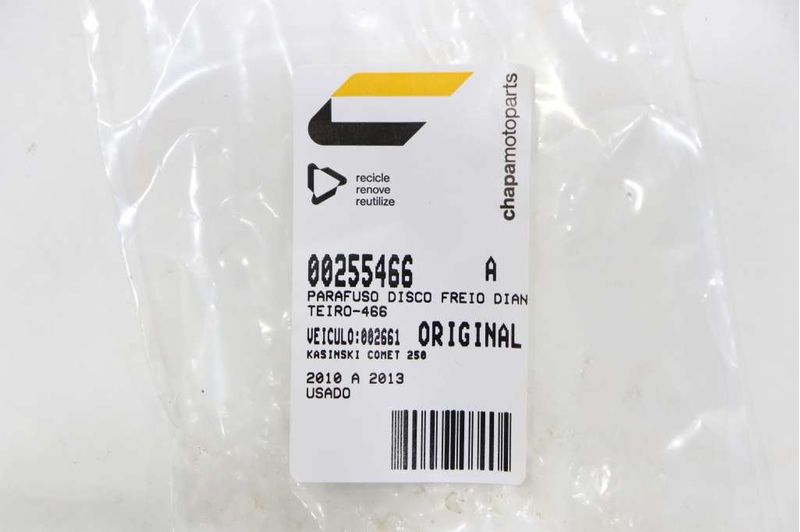 chapamotoparts
recicle
renove
reutilize
00255466 A
PARAFUSO DISCO FREIO DIAN
TEIRO-466
VEICULO:002661 ORIGINAL
KASINSKI COMET 250
2010 A 2013
USADO